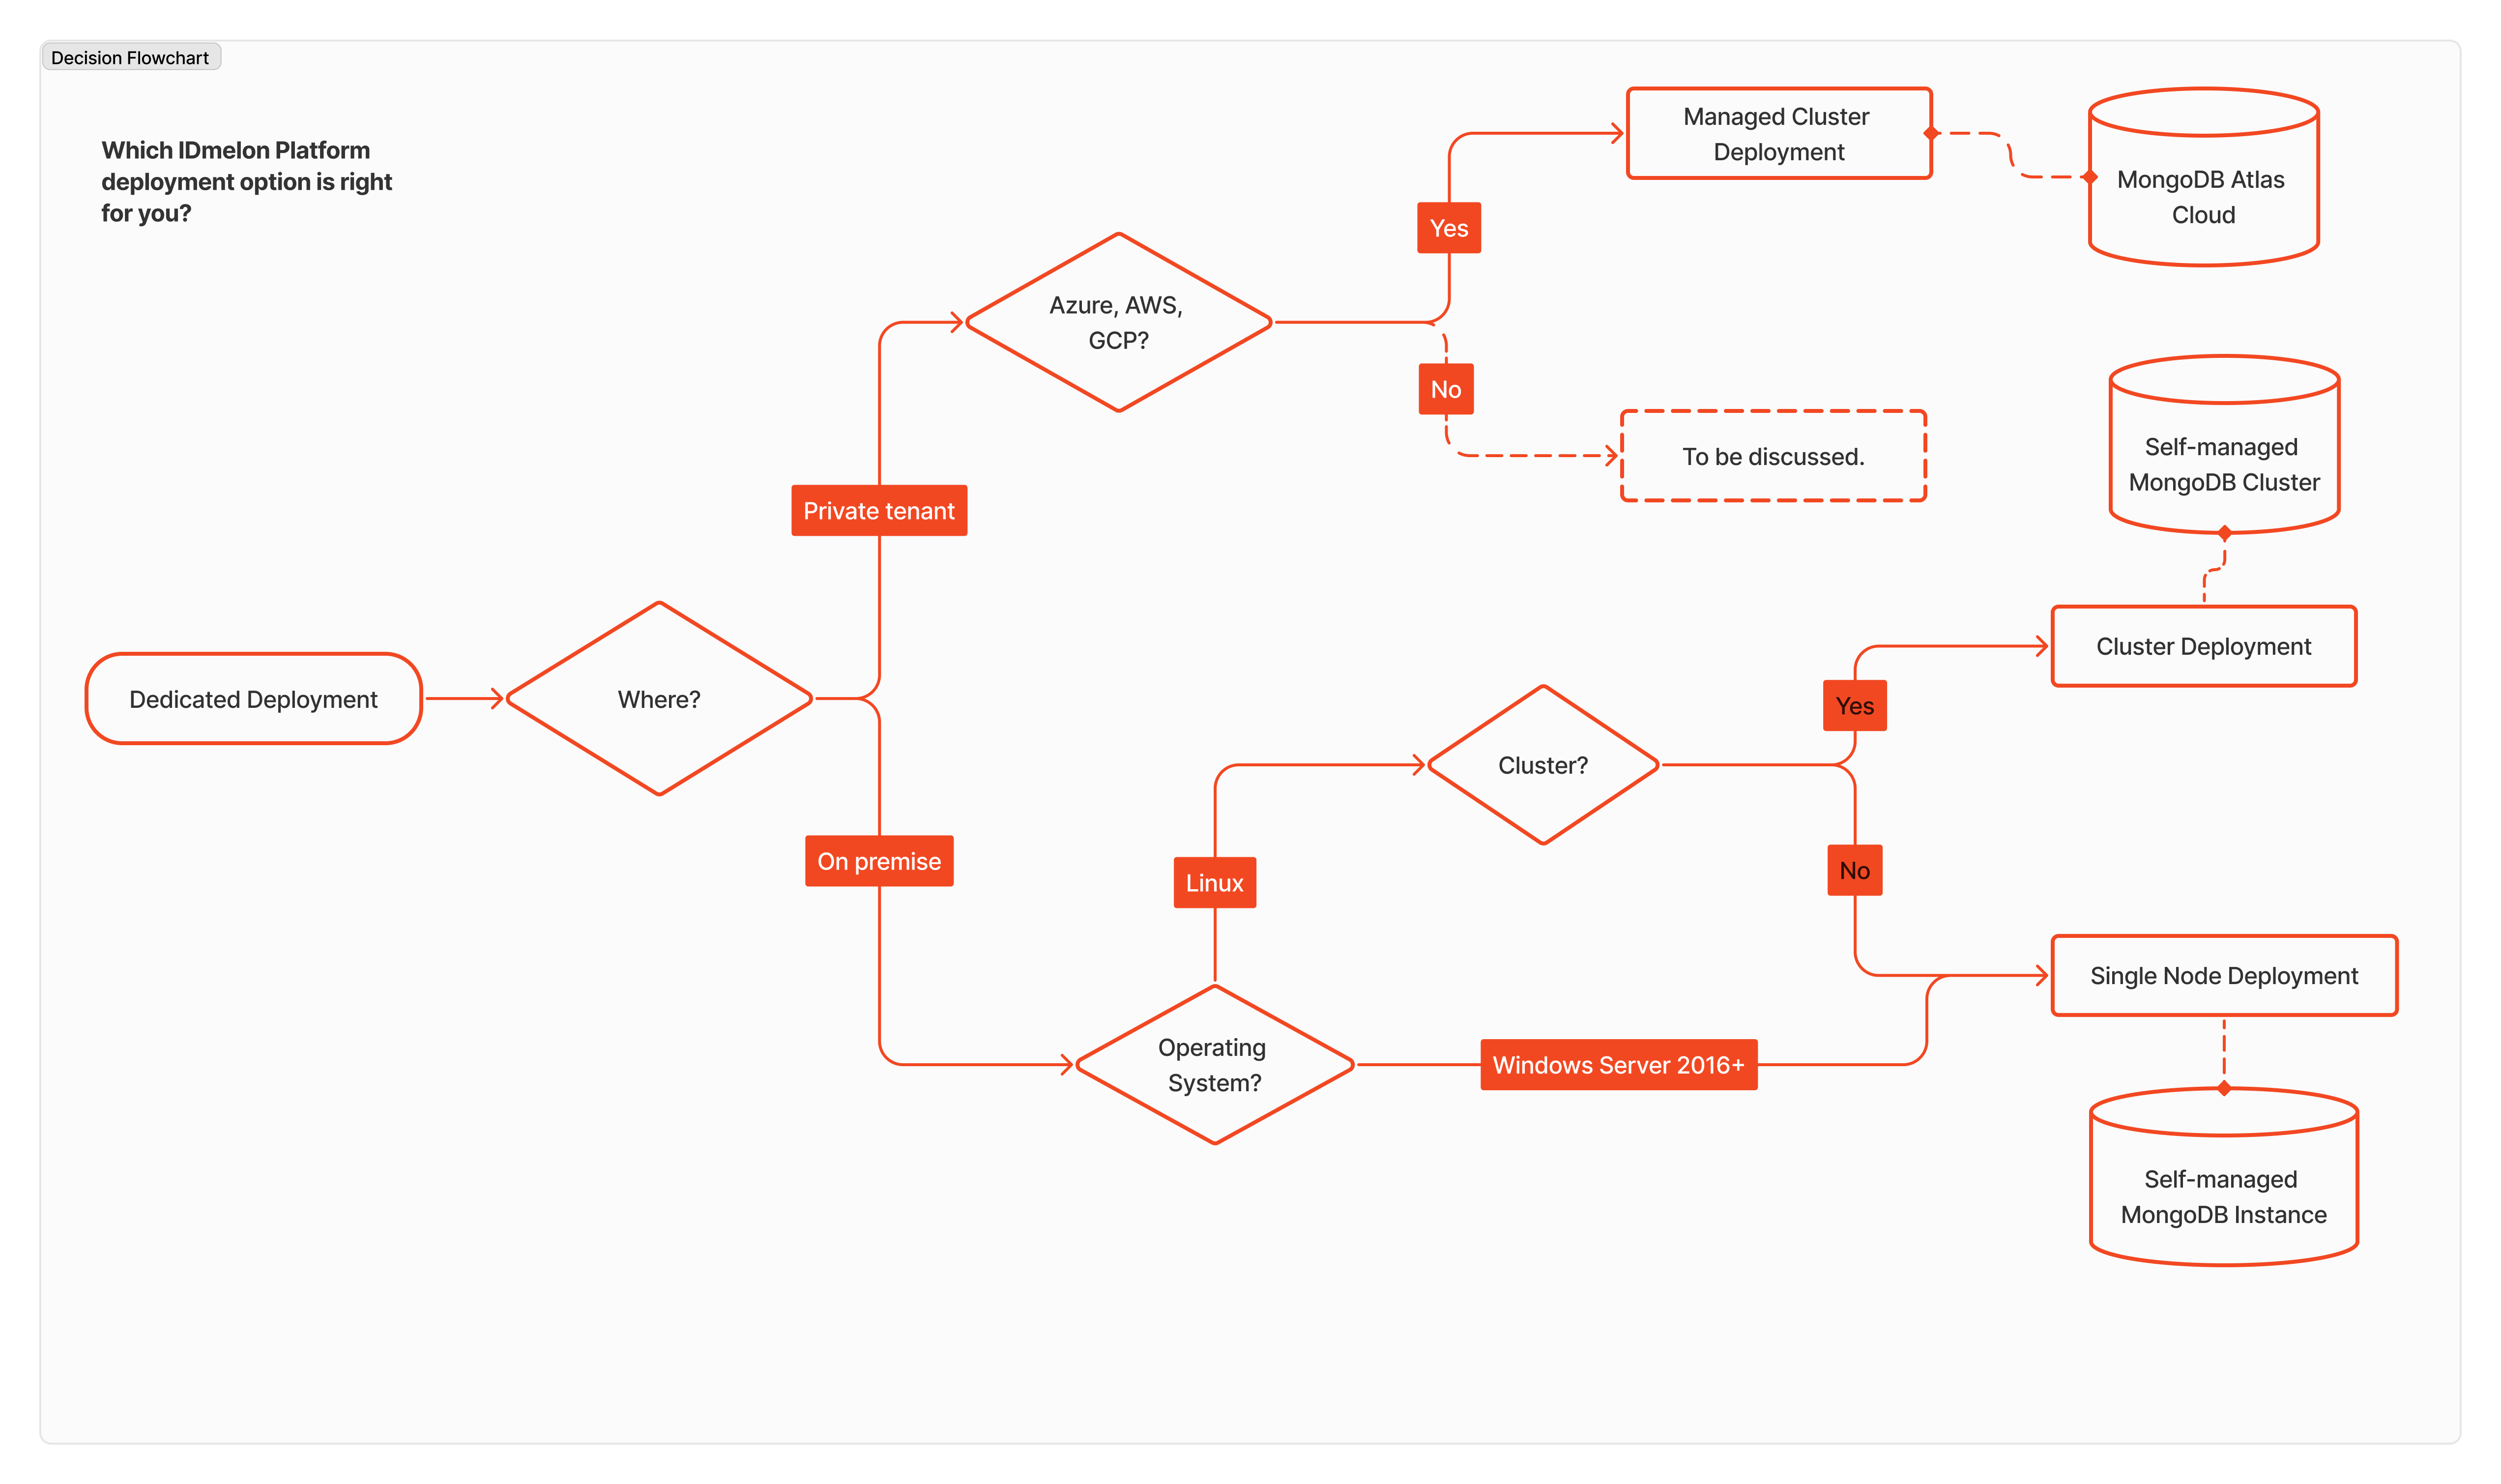 Decision Flowchart
Which IDmelon Platform
deployment option is right
for you?
Managed Cluster
Deployment
MongoDB Atlas
Cloud
Yes
Azure, AWS,
GCP?
No
To be discussed.
Self-managed
MongoDB Cluster
Private tenant
Dedicated Deployment
Where?
Cluster Deployment
Yes
Cluster?
On premise
Linux
No
Single Node Deployment
Operating
System?
Windows Server 2016+
Self-managed
MongoDB Instance